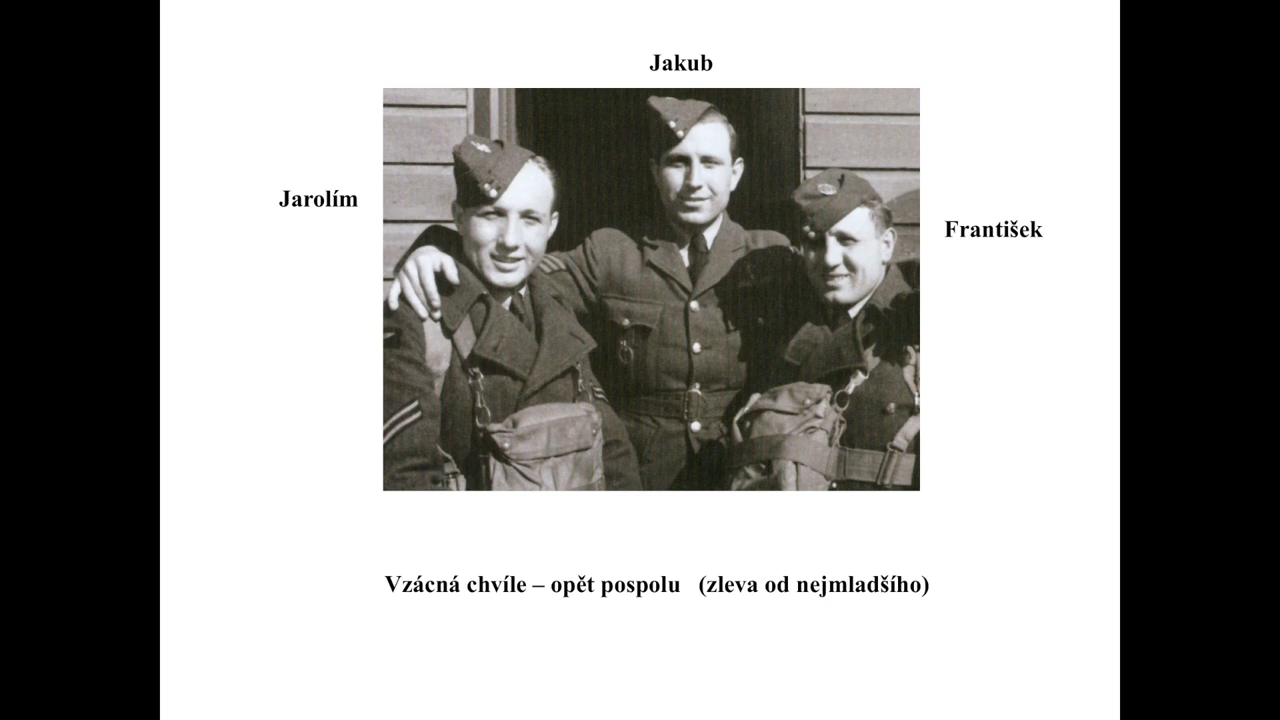 Jakub
Jarolím
František
Vzácná chvíle – opět pospolu (zleva od nejmladšího)